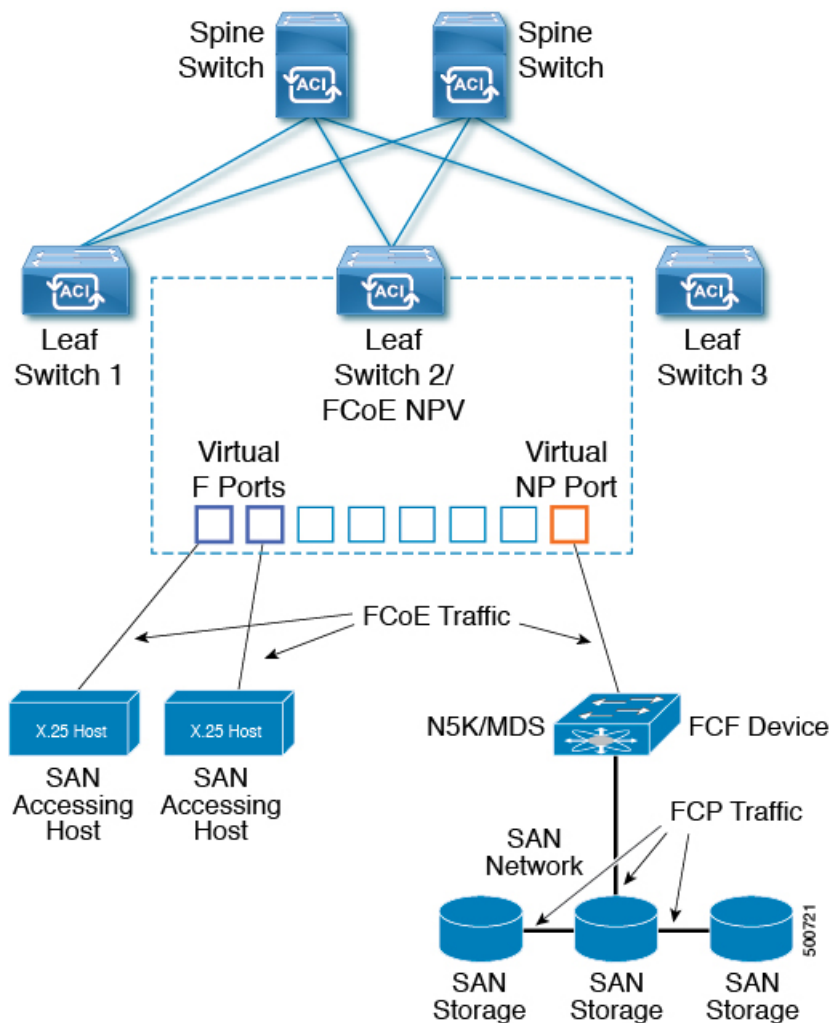 Spine
Switch
Spine
Switch
ACI
ACI
ACI
ACI
ACI
Leaf
Switch 1
Leaf
Switch 2/
FCoE NPV
Leaf
Switch 3
Virtual
F Ports
Virtual
NP Port
FCoE Traffic
X.25 Host
X.25 Host
SAN
Accessing
Host
SAN
Accessing
Host
N5K/MDS
FCF Device
FCP Traffic
SAN
Network
SAN
Storage
SAN
Storage
SAN
Storage
500721